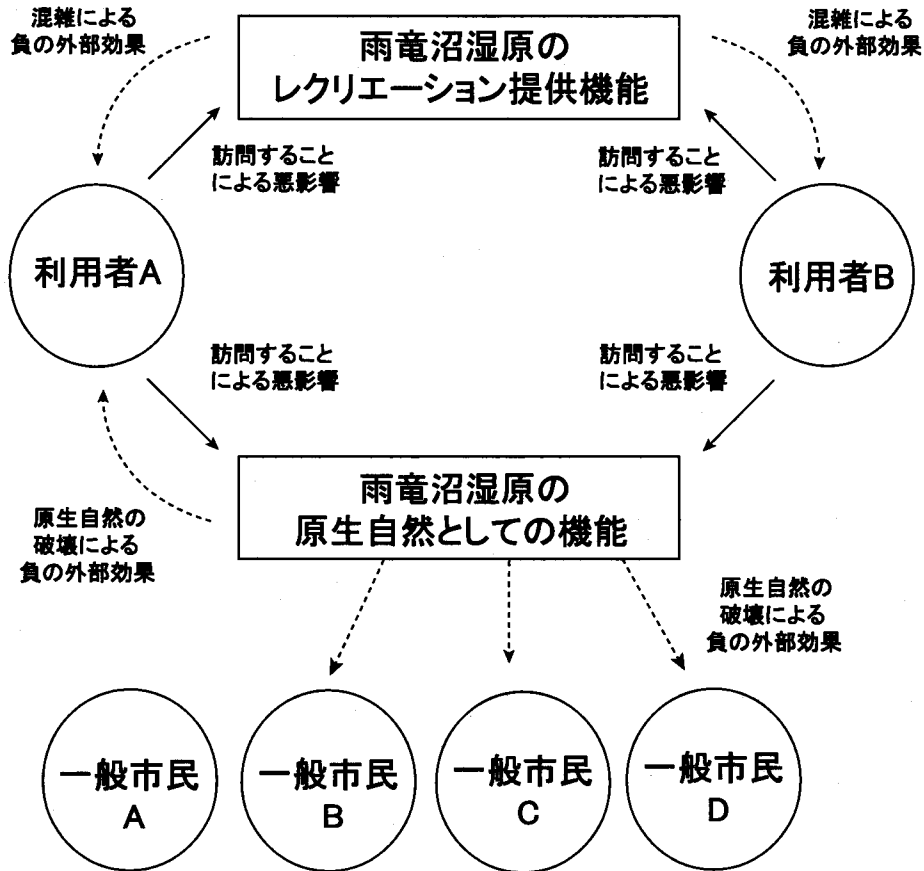 混雑による
負の外部効果
雨竜沼湿原の
レクリエーション提供機能
混雑による
負の外部効果
訪問すること
による悪影響
訪問すること
による悪影響
利用者A
利用者B
訪問すること
による悪影響
訪問すること
による悪影響
雨竜沼湿原の
原生自然としての機能
原生自然の
破壊による
負の外部効果
原生自然の
破壊による
負の外部効果
一般市民
A
一般市民
B
一般市民
C
一般市民
D